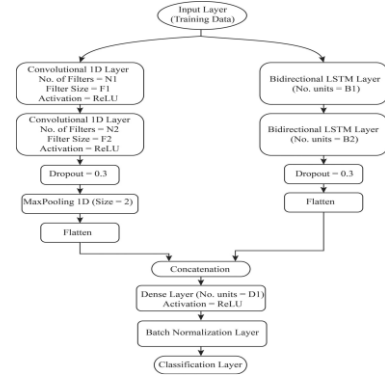 Input Layer
(Training Data)
Convolutional 1D Layer
No. of Filters = N1
Filter Size = F1
Activation = ReLU
Convolutional 1D Layer
No. of Filters = N2
Filter Size = F2
Activation = ReLU
Dropout = 0.3
MaxPooling 1D (Size = 2)
Flatten
Bidirectional LSTM Layer
(No. units = B1)
Bidirectional LSTM Layer
(No. units = B2)
Dropout = 0.3
Flatten
Concatenation
Dense Layer (No. units = D1)
Activation = ReLU
Batch Normalization Layer
Classification Layer